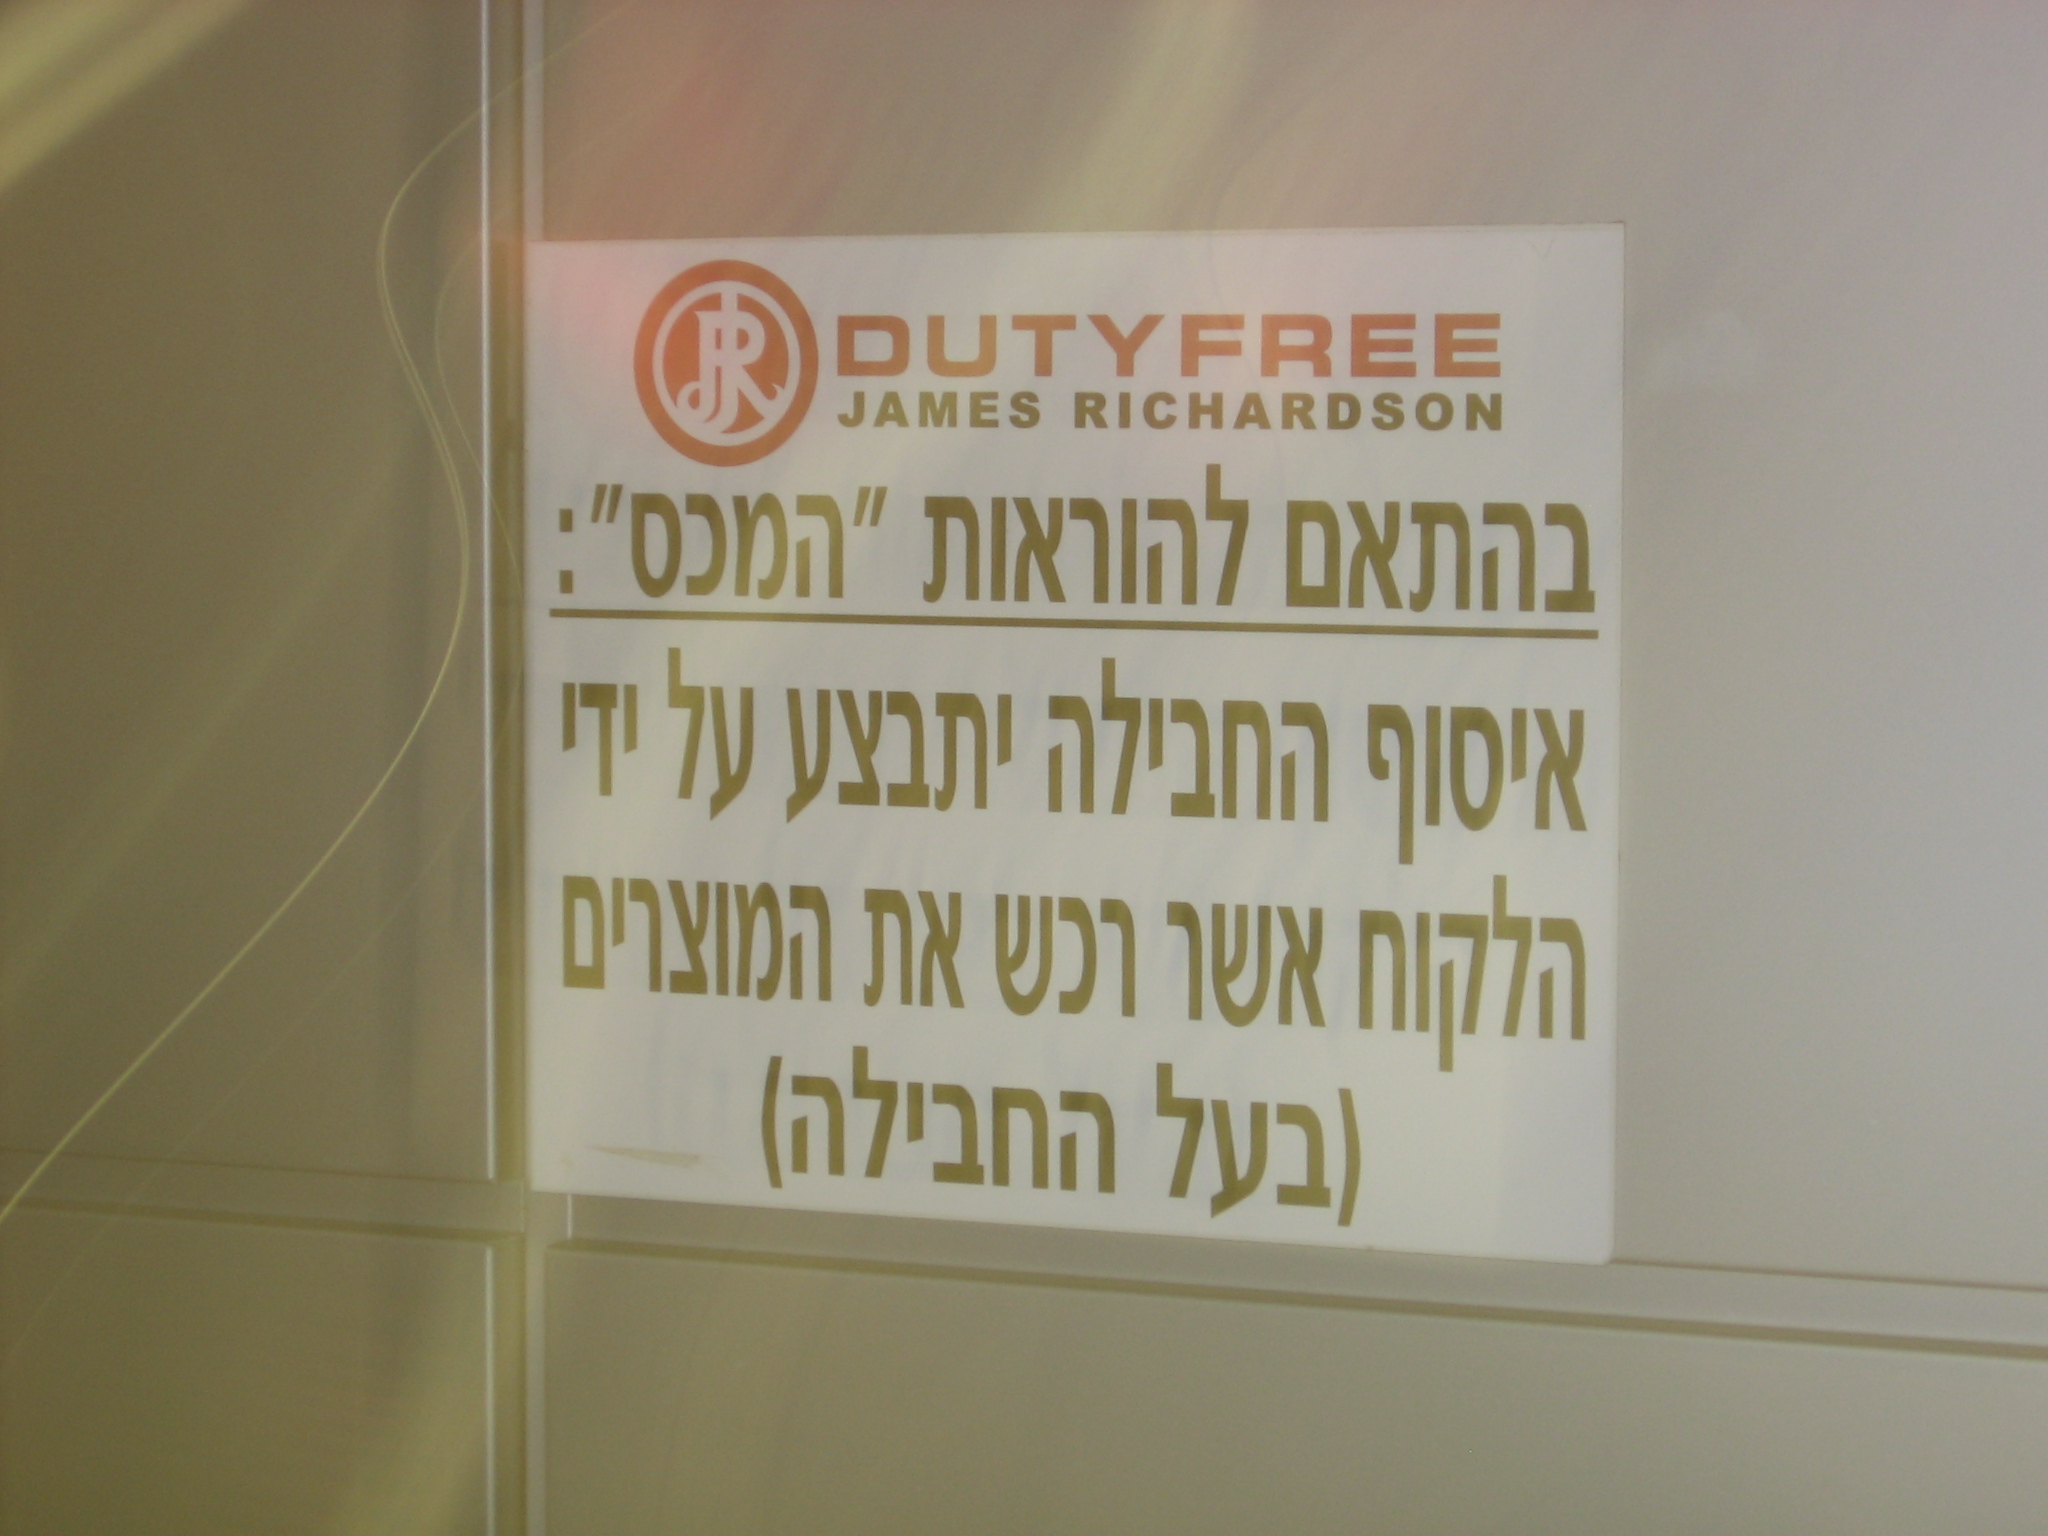 JR DUTYFREE
JAMES RICHARDSON
בהתאם להוראות "המכס":
איסוף החבילה יתבצע על ידי
הלקוח אשר רכש את המוצרים
(בעל החבילה)